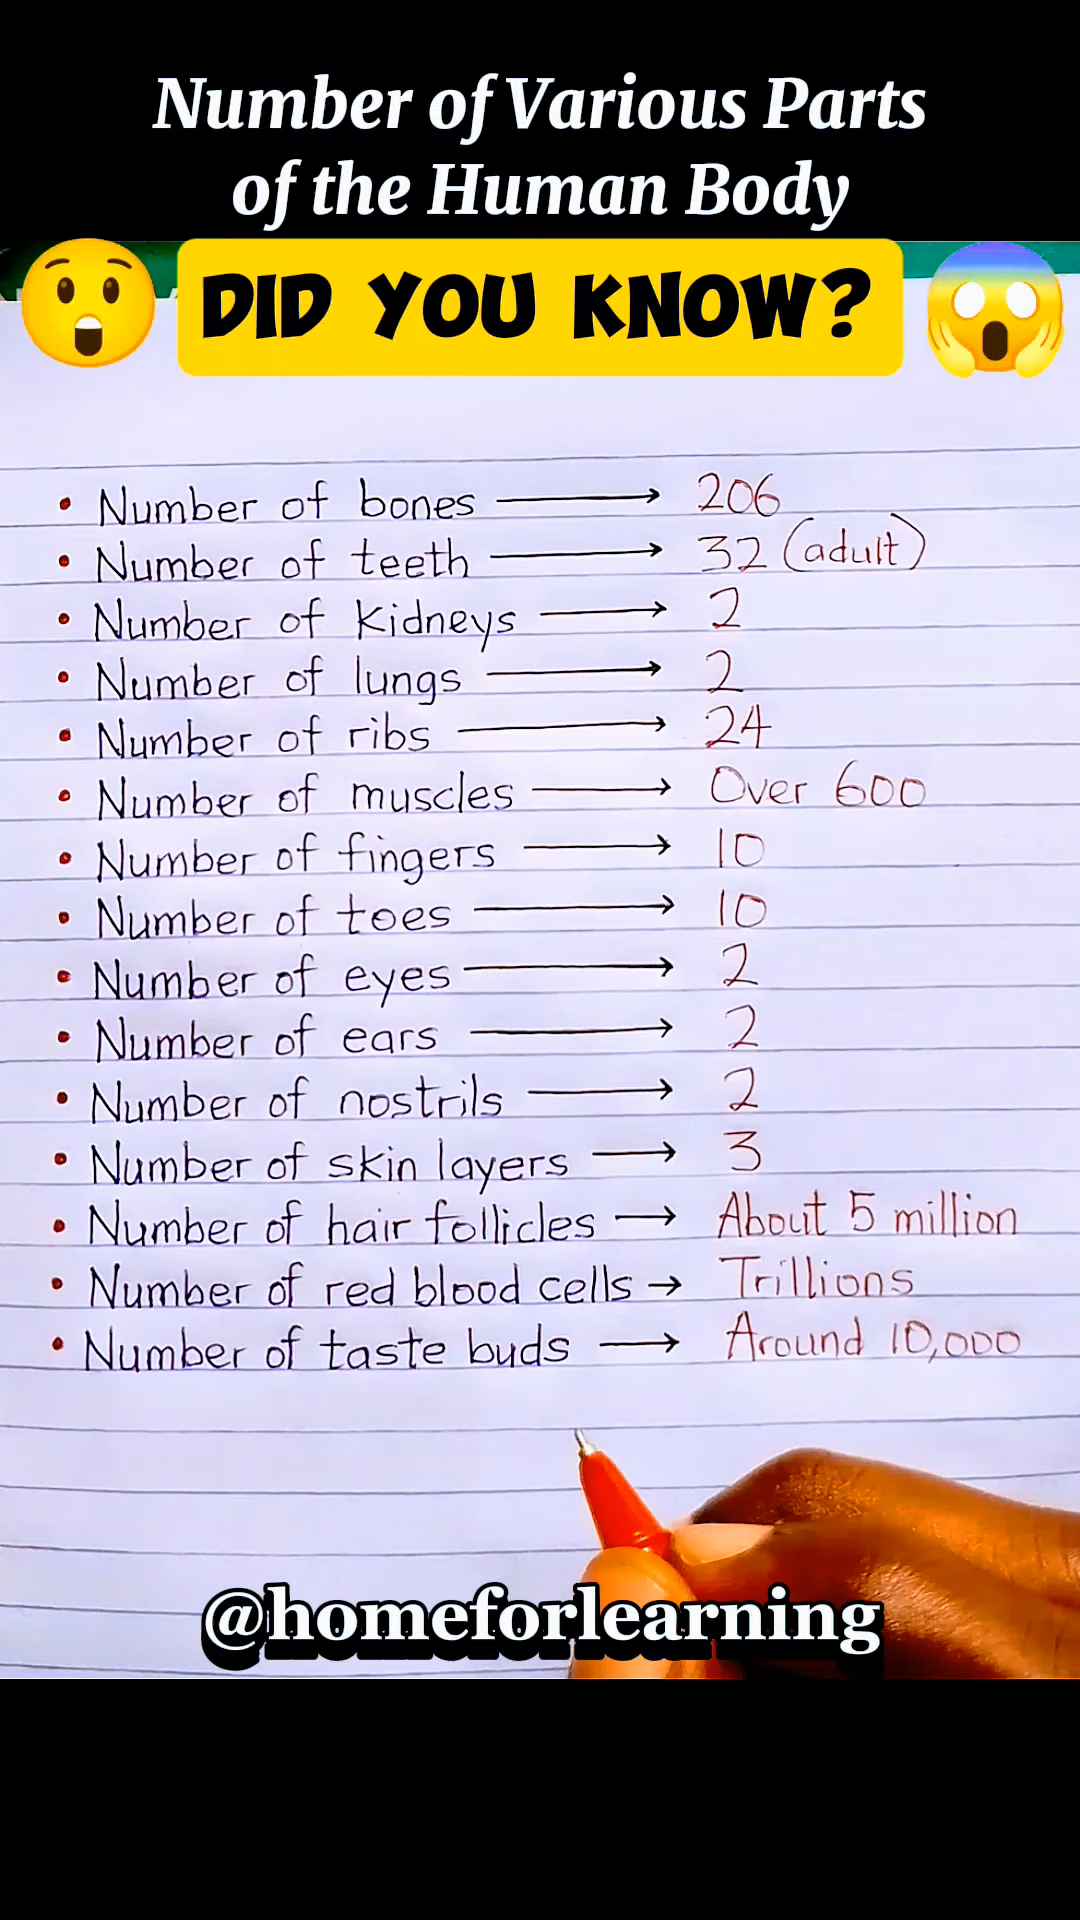 Number of Various Parts
of the Human Body
DID YOU KNOW?
• Number of bones → 206
• Number of teeth → 32 (adult)
• Number of kidneys → 2
• Number of lungs → 2
• Number of ribs → 24
• Number of muscles → Over 600
• Number of fingers → 10
• Number of toes → 10
• Number of eyes → 2
• Number of ears → 2
• Number of nostrils → 2
• Number of skin layers → 3
• Number of hair follicles → About 5 million
• Number of red blood cells → Trillions
• Number of taste buds → Around 10,000
@homeforlearning